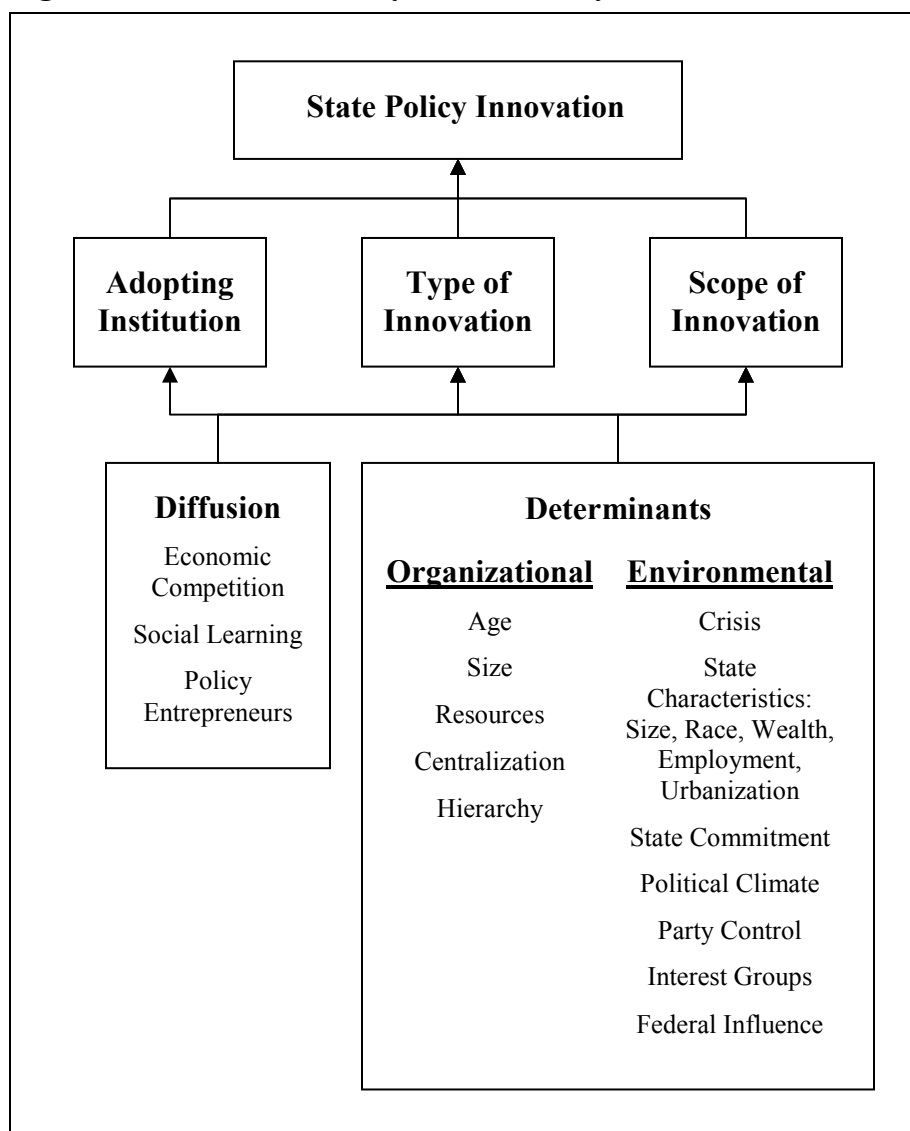 State Policy Innovation
Adopting
Institution
Type of
Innovation
Scope of
Innovation
Diffusion
Economic
Competition
Social Learning
Policy
Entrepreneurs
Determinants
Organizational
Age
Size
Resources
Centralization
Hierarchy
Environmental
Crisis
State
Characteristics:
Size, Race, Wealth,
Employment,
Urbanization
State Commitment
Political Climate
Party Control
Interest Groups
Federal Influence